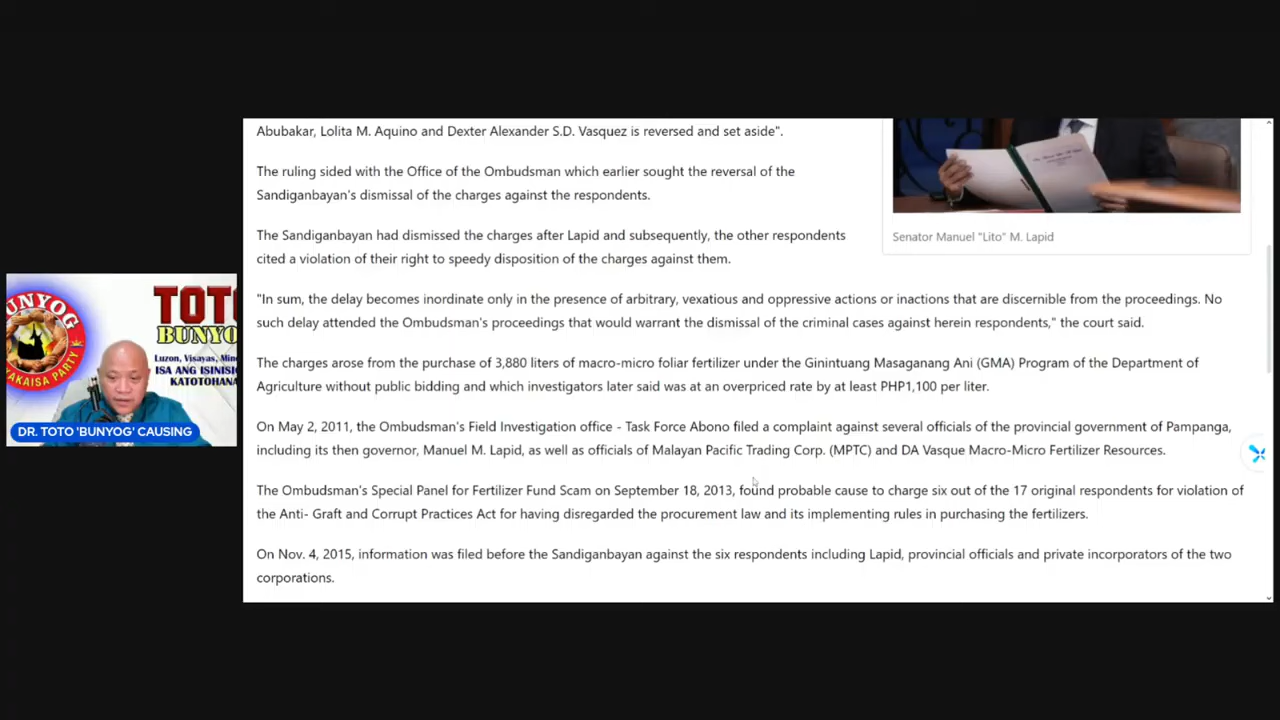 Abubakar, Lolita M. Aquino and Dexter Alexander S.D. Vasquez is reversed and set aside".
The ruling sided with the Office of the Ombudsman which earlier sought the reversal of the
Sandiganbayan's dismissal of the charges against the respondents.
Senator Manuel "Lito" M. Lapid
The Sandiganbayan had dismissed the charges after Lapid and subsequently, the other respondents
cited a violation of their right to speedy disposition of the charges against them.
"In sum, the delay becomes inordinate only in the presence of arbitrary, vexatious and oppressive actions or inactions that are discernible from the proceedings. No
such delay attended the Ombudsman's proceedings that would warrant the dismissal of the criminal cases against herein respondents," the court said.
The charges arose from the purchase of 3,880 liters of macro-micro foliar fertilizer under the Ginintuang Masaganang Ani (GMA) Program of the Department of
Agriculture without public bidding and which investigators later said was at an overpriced rate by at least PHP1,100 per liter.
On May 2, 2011, the Ombudsman's Field Investigation office - Task Force Abono filed a complaint against several officials of the provincial government of Pampanga,
including its then governor, Manuel M. Lapid, as well as officials of Malayan Pacific Trading Corp. (MPTC) and DA Vasque Macro-Micro Fertilizer Resources.
The Ombudsman's Special Panel for Fertilizer Fund Scam on September 18, 2013, found probable cause to charge six out of the 17 original respondents for violation of
the Anti- Graft and Corrupt Practices Act for having disregarded the procurement law and its implementing rules in purchasing the fertilizers.
On Nov. 4, 2015, information was filed before the Sandiganbayan against the six respondents including Lapid, provincial officials and private incorporators of the two
corporations.
BUNYOG
TOT
BUNYO
Luzon, Visayas, Min
ISA ANG ISINISI
KATOTOHANA
AKAISA PARTY
DR. TOTO 'BUNYOG' CAUSING